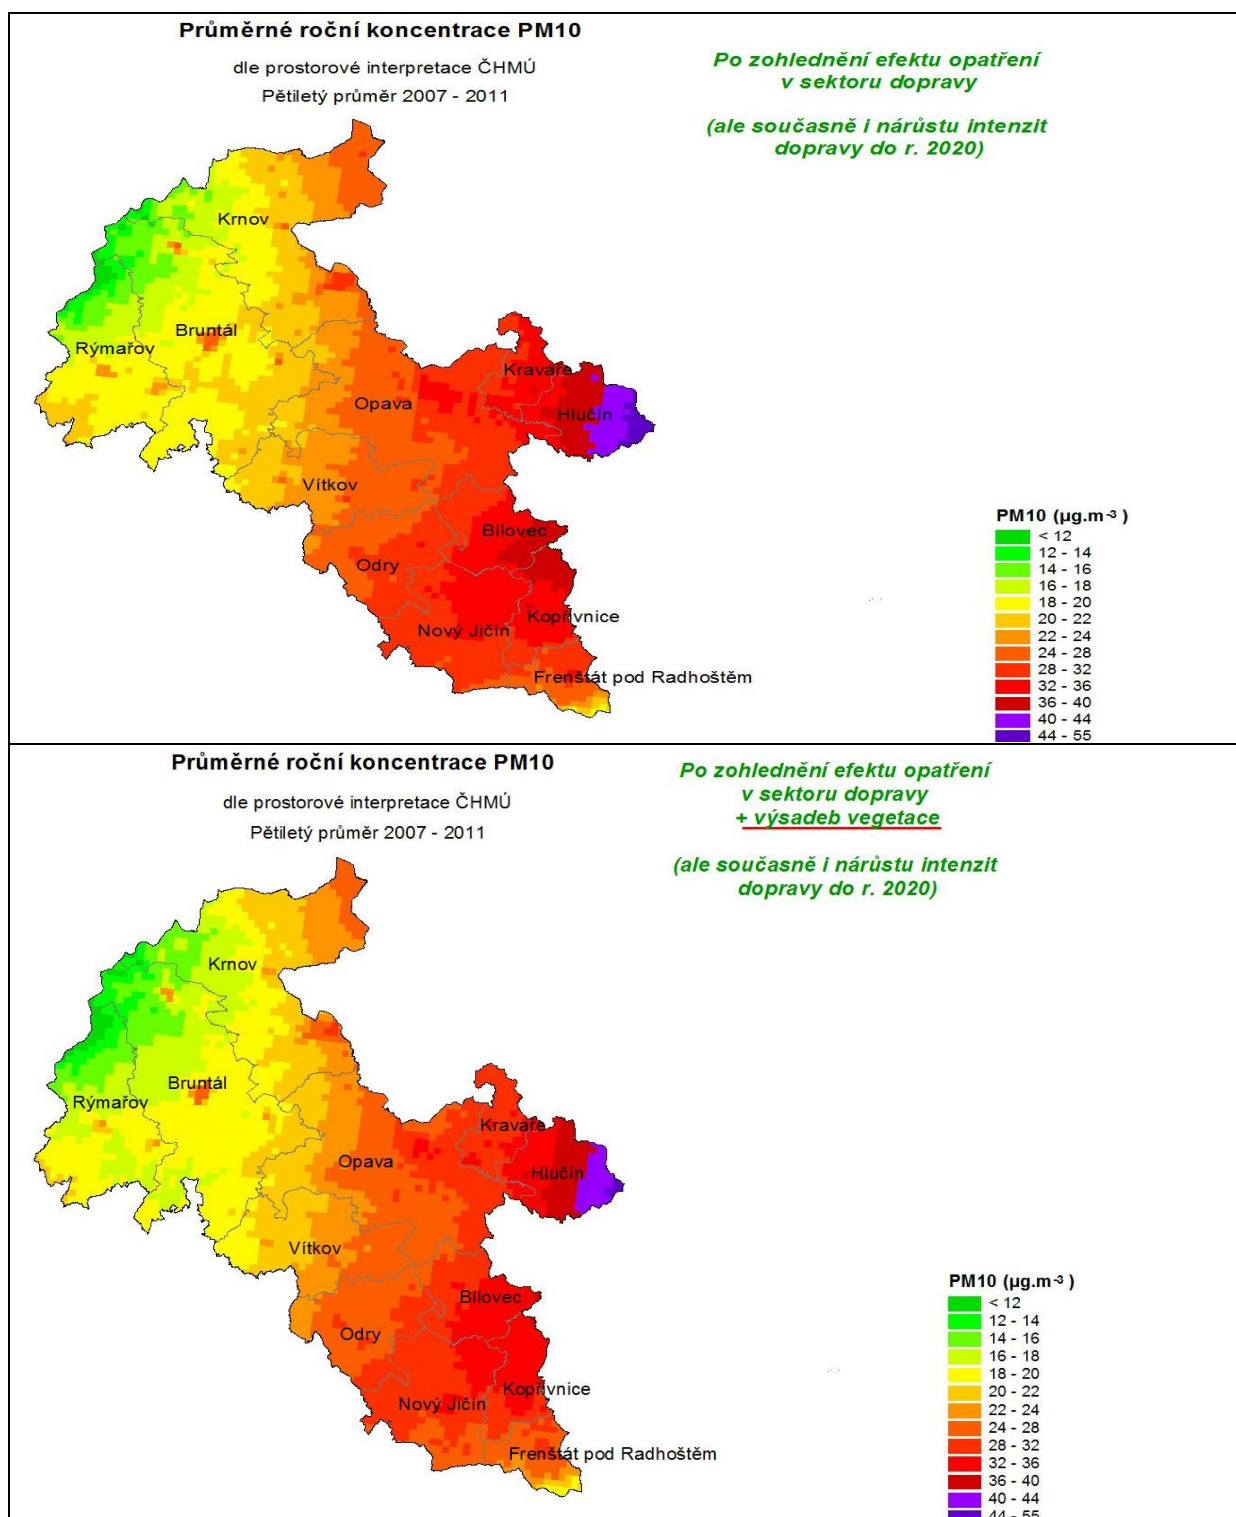 Průměrné roční koncentrace PM10
dle prostorové interpretace ČHMÚ
Pětiletý průměr 2007 - 2011
Po zohlednění efektu opatření
v sektoru dopravy
(ale současně i nárůstu intenzit
dopravy do r. 2020)
Krnov
Bruntál
Rýmařov
Kravaře
Opava
Hlučín
Vítkov
Bílovec
Odry
Kopřivnice
Nový Jičín
Frenštát pod Radhoštěm
PM10 (µg.m-3 )
< 12
12 - 14
14 - 16
16 - 18
18 - 20
20 - 22
22 - 24
24 - 28
28 - 32
32 - 36
36 - 40
40 - 44
44 - 55
Průměrné roční koncentrace PM10
dle prostorové interpretace ČHMÚ
Pětiletý průměr 2007 - 2011
Po zohlednění efektu opatření
v sektoru dopravy
+ výsadeb vegetace
(ale současně i nárůstu intenzit
dopravy do r. 2020)
Krnov
Bruntál
Rýmařov
Kravaře
Opava
Hlučín
Vítkov
Bílovec
Odry
Kopřivnice
Nový Jičín
Frenštát pod Radhoštěm
PM10 (µg.m-3 )
< 12
12 - 14
14 - 16
16 - 18
18 - 20
20 - 22
22 - 24
24 - 28
28 - 32
32 - 36
36 - 40
40 - 44
44 - 55